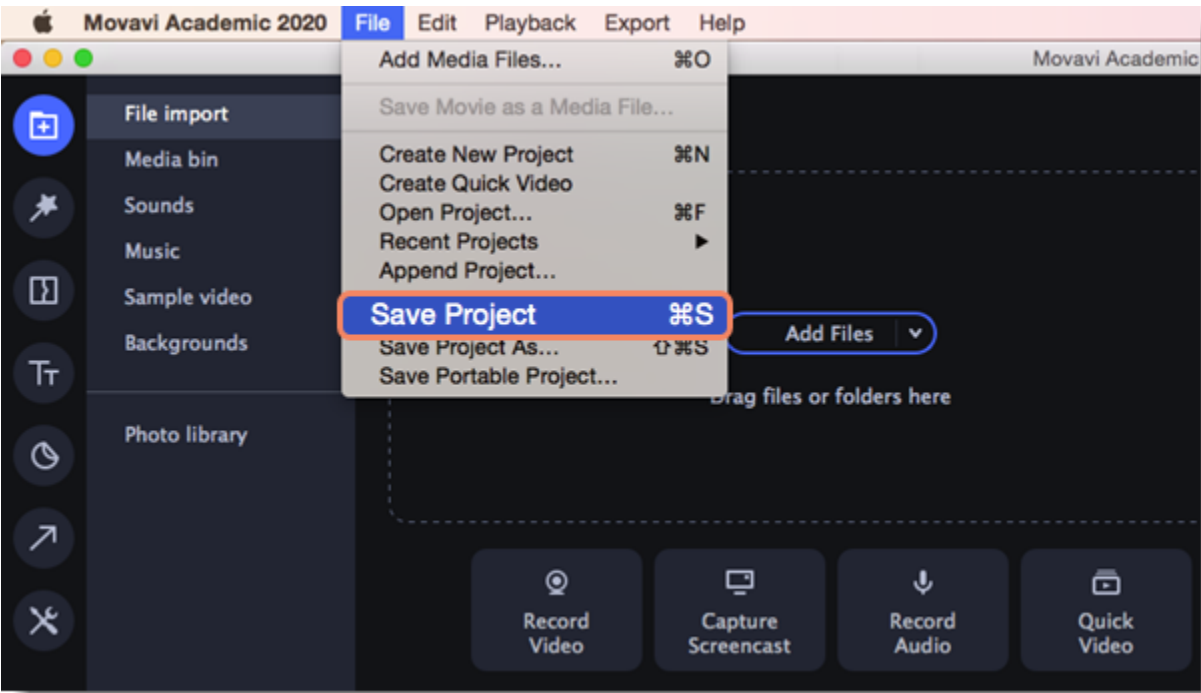 Movavi Academic 2020 File Edit Playback Export Help
Movavi Academic
Add Media Files... ⌘O
Save Movie as a Media File...
Create New Project ⌘N
Create Quick Video
Open Project... ⌘F
Recent Projects ▶
Append Project...
Save Project ⌘S
Save Project As... ⇧⌘S
Save Portable Project...
File import
Media bin
Sounds
Music
Sample video
Backgrounds
Photo library
Add Files
Drag files or folders here
Record
Video
Capture
Screencast
Record
Audio
Quick
Video